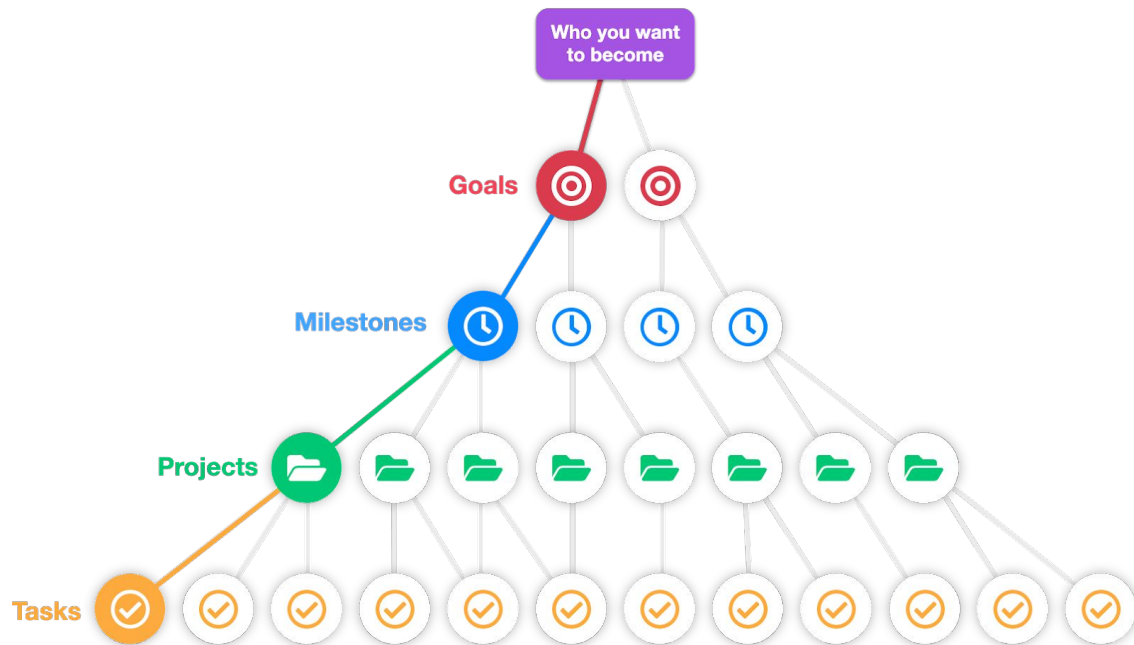 Who you want
to become
Goals
Milestones
Projects
Tasks